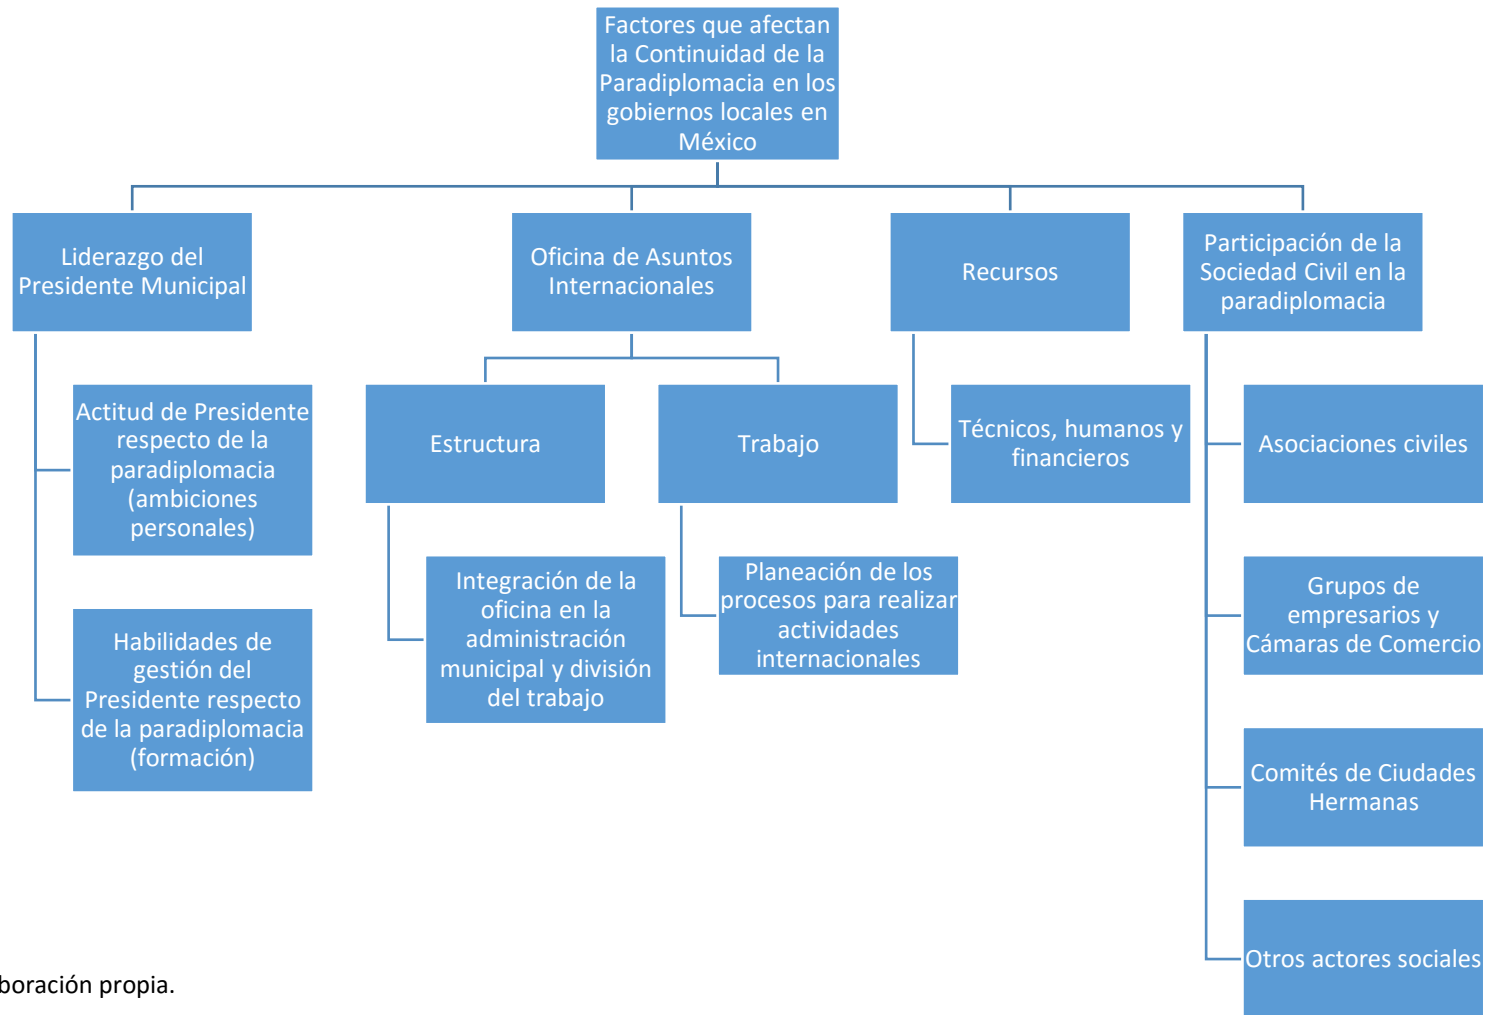 Factores que afectan
la Continuidad de la
Paradiplomacia en los
gobiernos locales en
México
Liderazgo del
Presidente Municipal
Oficina de Asuntos
Internacionales
Recursos
Participación de la
Sociedad Civil en la
paradiplomacia
Actitud de Presidente
respecto de la
paradiplomacia
(ambiciones
personales)
Estructura
Trabajo
Técnicos, humanos y
financieros
Asociaciones civiles
Habilidades de
gestión del
Presidente respecto
de la paradiplomacia
(formación)
Integración de la
oficina en la
administración
municipal y división
del trabajo
Planeación de los
procesos para realizar
actividades
internacionales
Grupos de
empresarios y
Cámaras de Comercio
Comités de Ciudades
Hermanas
Otros actores sociales
boración propia.